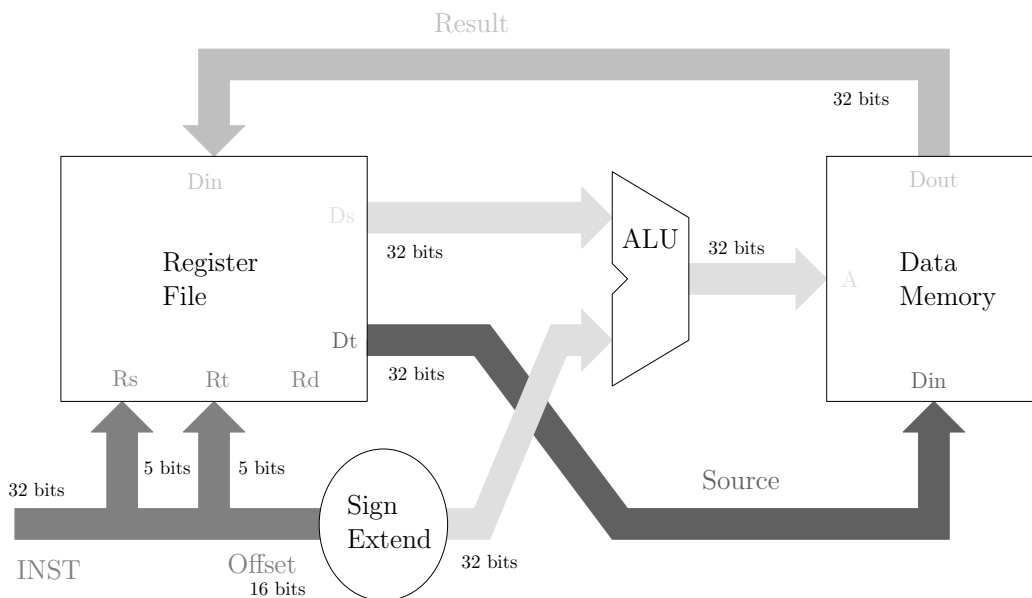 Result
32 bits
Din
Dout
Ds
ALU
32 bits
32 bits
Register
File
A
Data
Memory
Dt
32 bits
Rs
Rt
Rd
Din
5 bits
5 bits
32 bits
Source
Sign
Extend
INST
Offset
32 bits
16 bits